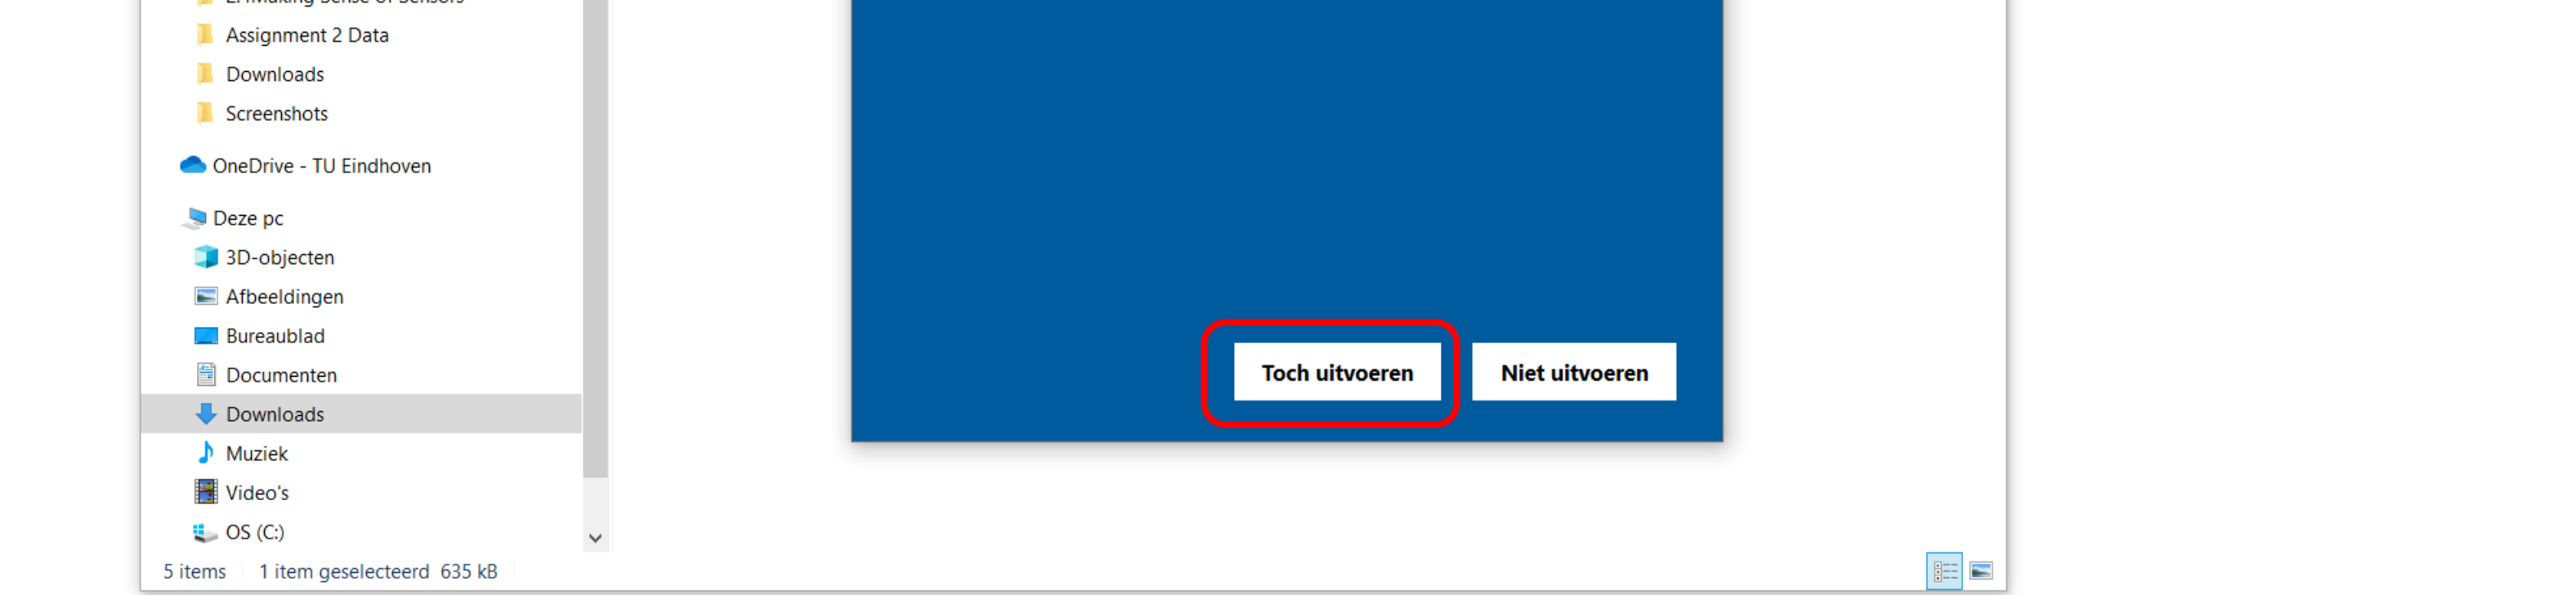 Assignment 2 Data
Downloads
Screenshots
OneDrive - TU Eindhoven
Deze pc
3D-objecten
Afbeeldingen
Bureaublad
Documenten
Downloads
Muziek
Video's
OS (C:)
5 items 1 item geselecteerd 635 kB
Toch uitvoeren Niet uitvoeren